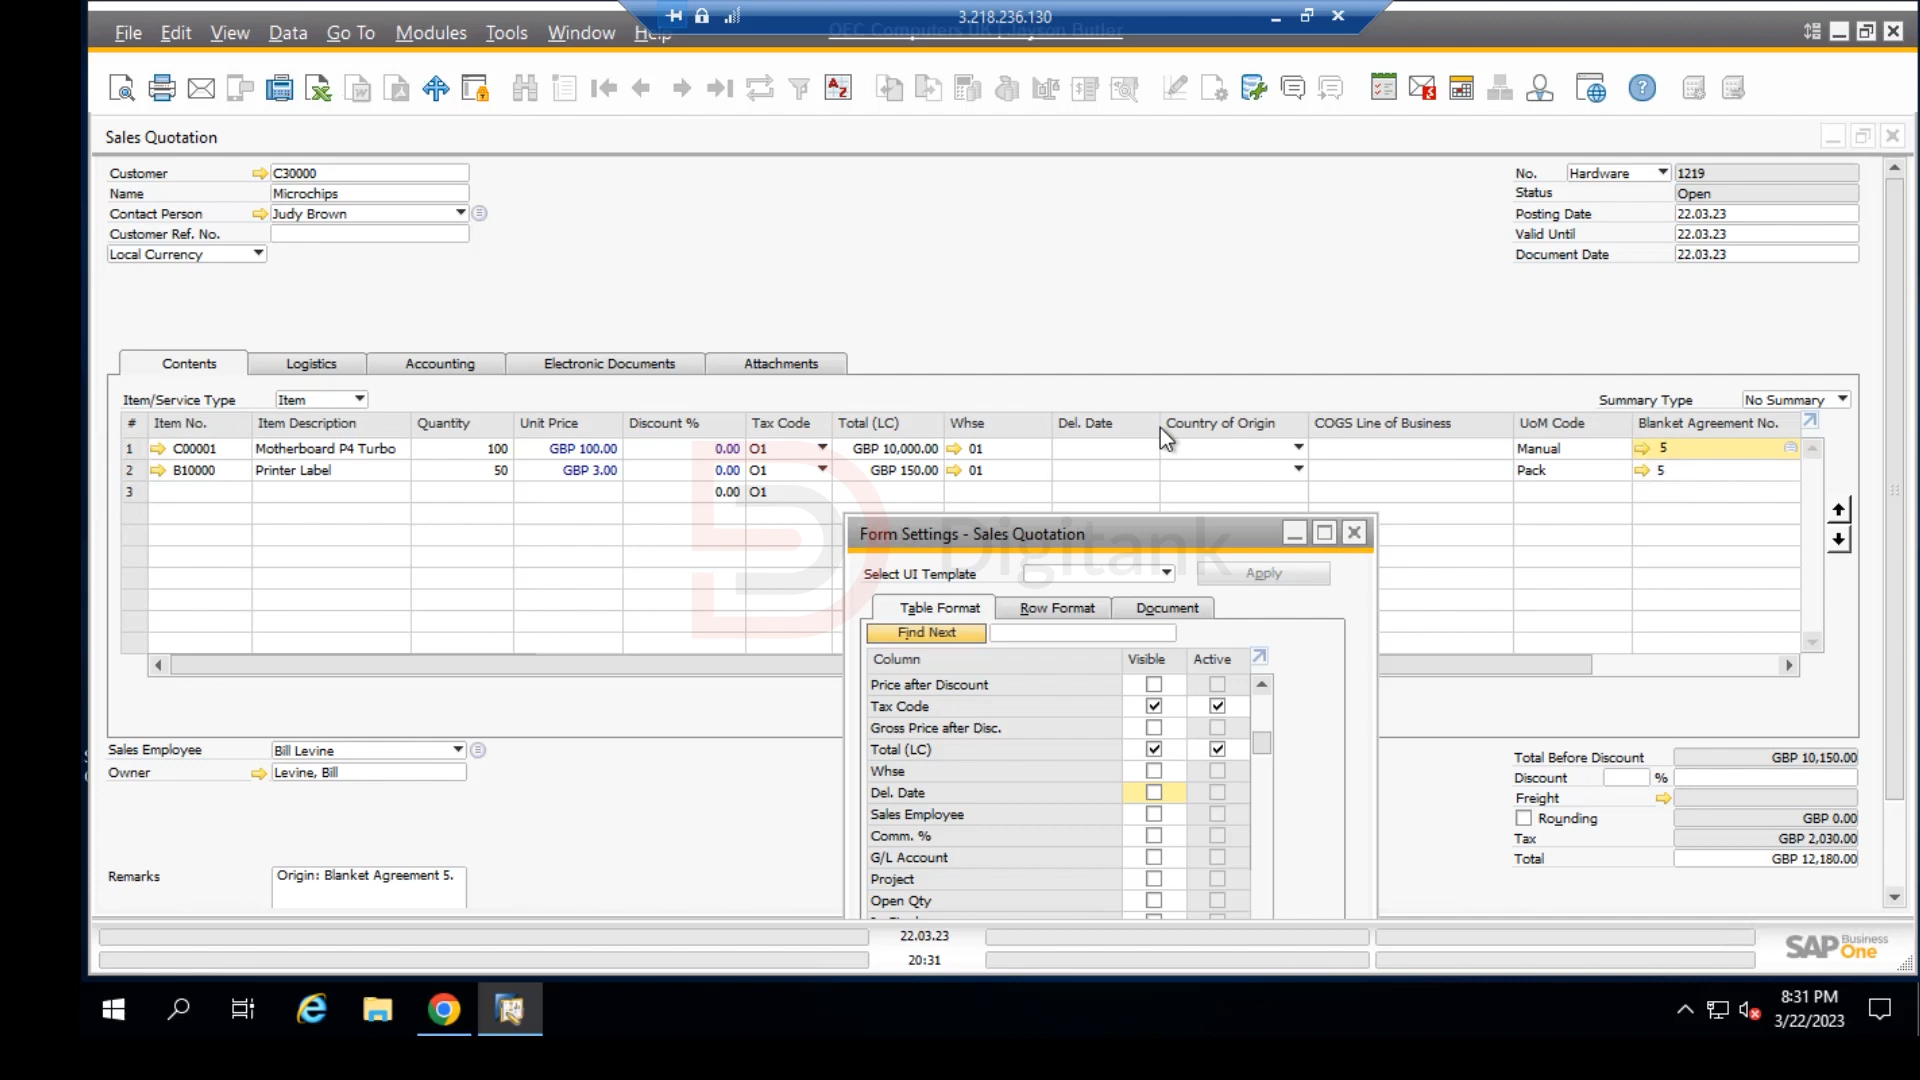 3.218.236.130
File Edit View Data Go To Modules Tools Window Help
OEC Computers UK | Jayson Butler
Sales Quotation
Customer C30000
Name Microchips
Contact Person Judy Brown
Customer Ref. No.
Local Currency
No. Hardware 1219
Status Open
Posting Date 22.03.23
Valid Until 22.03.23
Document Date 22.03.23
Contents Logistics Accounting Electronic Documents Attachments
Item/Service Type Item Summary Type No Summary
# Item No. Item Description Quantity Unit Price Discount % Tax Code Total (LC) Whse Del. Date Country of Origin COGS Line of Business UoM Code Blanket Agreement No.
1 C00001 Motherboard P4 Turbo 100 GBP 100.00 0.00 O1 GBP 10,000.00 01 Manual 5
2 B10000 Printer Label 50 GBP 3.00 0.00 O1 GBP 150.00 01 Pack 5
3 0.00 O1
Digitank
Form Settings - Sales Quotation
Select UI Template Apply
Table Format Row Format Document
Find Next
Column Visible Active
Price after Discount
Tax Code
Gross Price after Disc.
Total (LC)
Whse
Del. Date
Sales Employee
Comm. %
G/L Account
Project
Open Qty
Sales Employee Bill Levine
Owner Levine, Bill
Remarks Origin: Blanket Agreement 5.
Total Before Discount GBP 10,150.00
Discount %
Freight
Rounding GBP 0.00
Tax GBP 2,030.00
Total GBP 12,180.00
22.03.23
20:31
SAP Business One
8:31 PM
3/22/2023